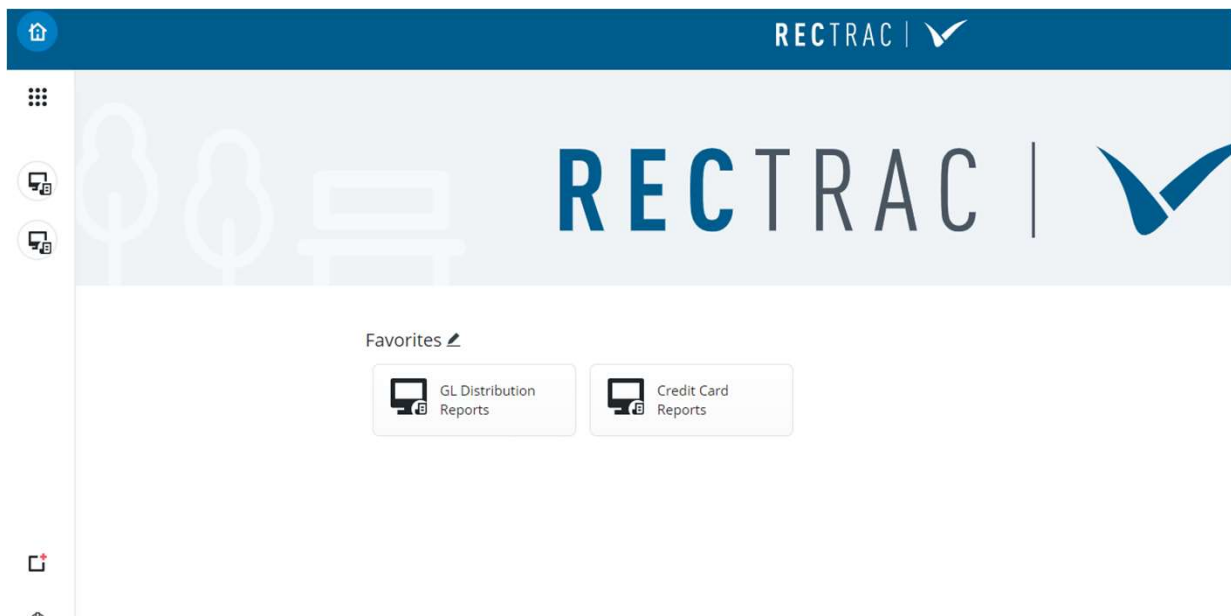 RECTRAC
RECTRAC
Favorites
GL Distribution
Reports
Credit Card
Reports